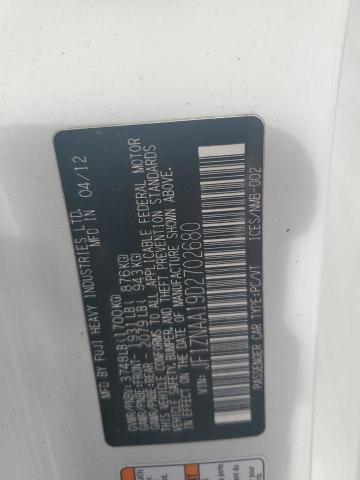 MFD BY FUJI HEAVY INDUSTRIES LTD.
MFD IN 04/12
GVWR/PNBV: 3748LB(1700KG)
GAWR/PNBE:FRONT- 1931LB( 876KG)
GAWR/PNBE:REAR - 2079LB( 943KG)
THIS VEHICLE CONFORMS TO ALL APPLICABLE FEDERAL MOTOR
VEHICLE SAFETY, BUMPER AND THEFT PREVENTION STANDARDS
IN EFFECT ON THE DATE OF MANUFACTURE SHOWN ABOVE.
VIN: JF1ZNAA19D2702680
PASSENGER CAR TYPE:PC/VT ICES/NMB-002